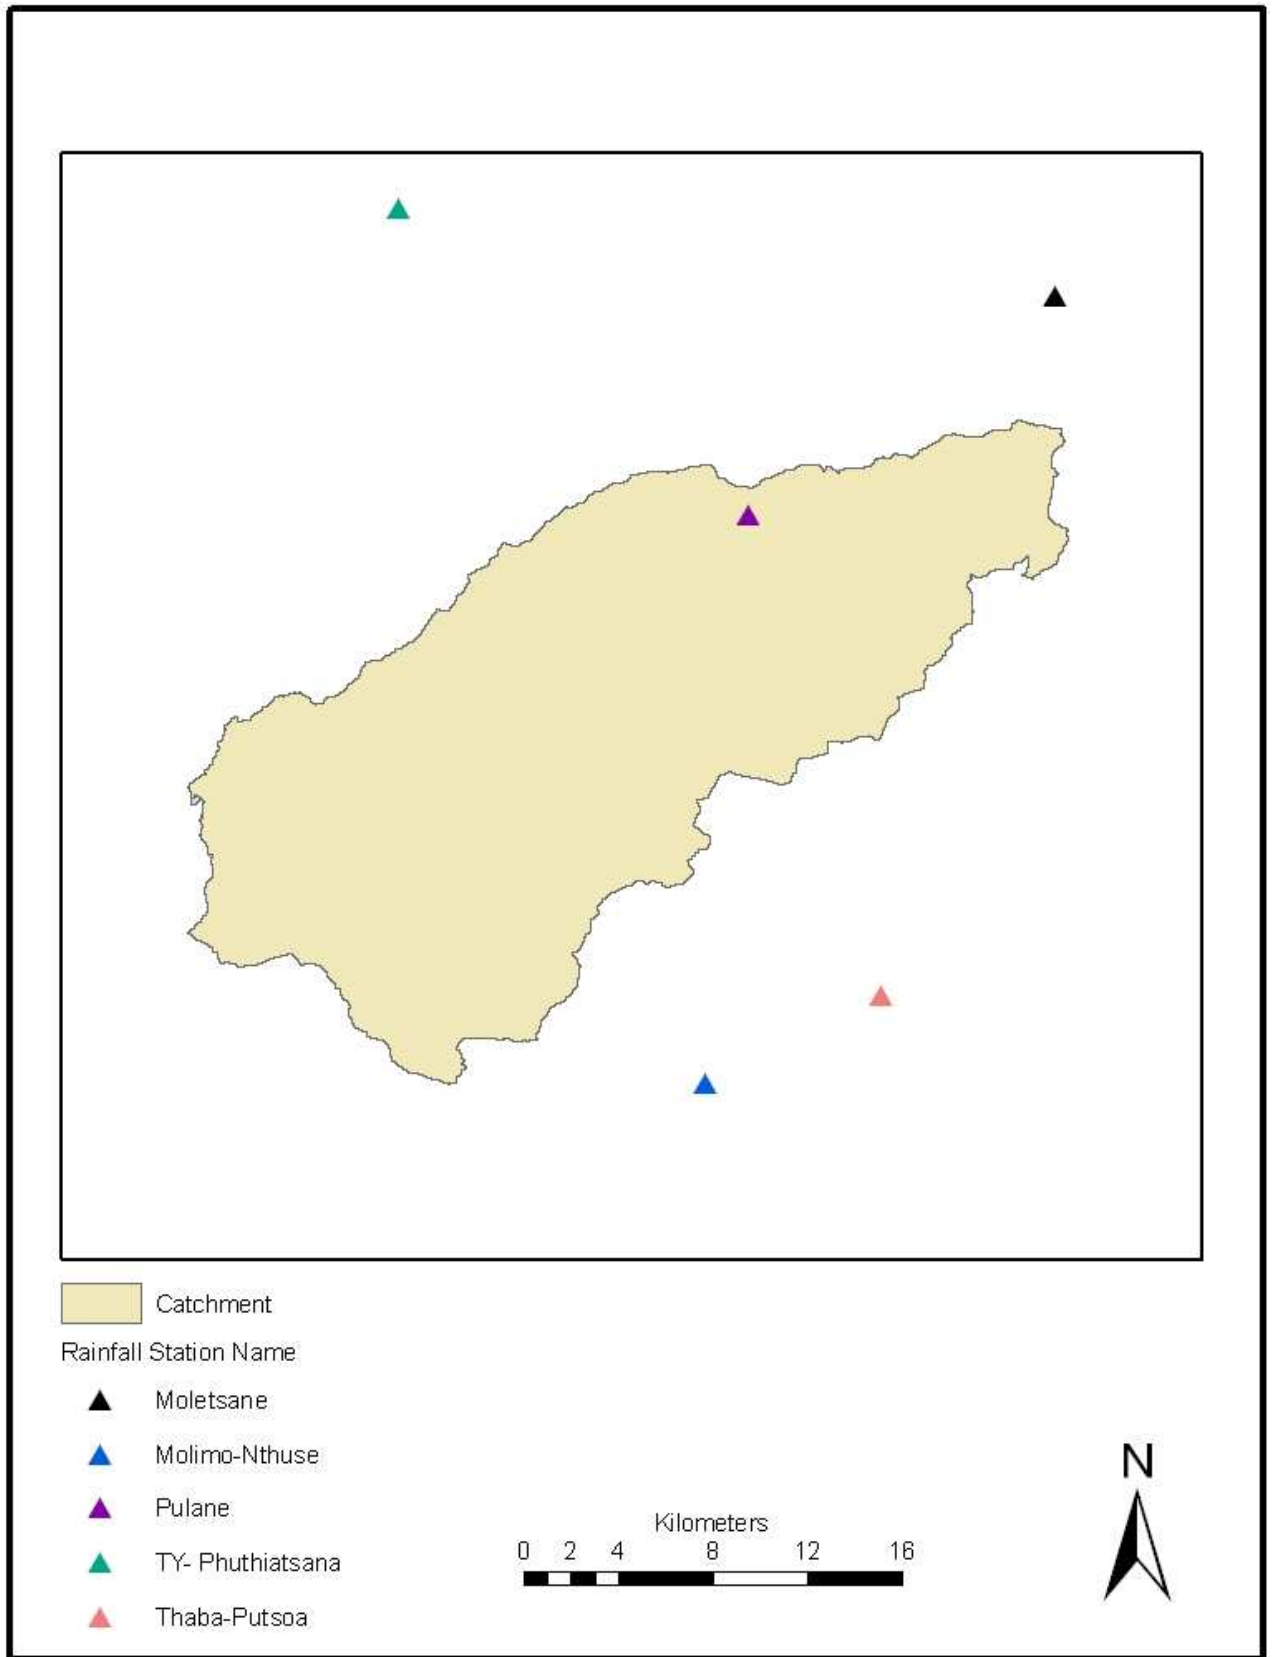 Catchment
Rainfall Station Name
Moletsane
Molimo-Nthuse
Pulane
TY- Phuthiatsana
Thaba-Putsoa
Kilometers
0 2 4 8 12 16
N